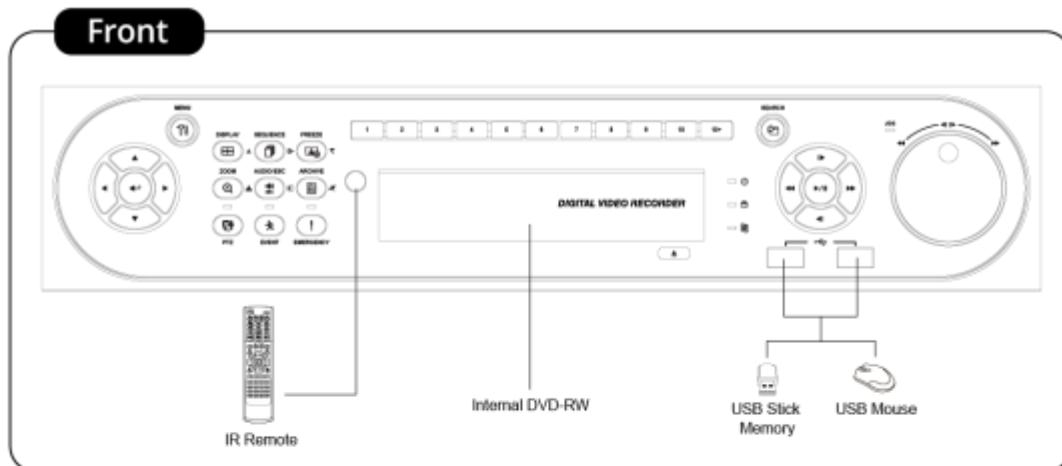 Front
MENU
SEARCH
DISPLAY SEQUENCE FREEZE
1 2 3 4 5 6 7 8 9 10 10+
ZOOM AUDIO/ESC ARCHIVE
DIGITAL VIDEO RECORDER
PTZ EVENT EMERGENCY
IR Remote
Internal DVD-RW
USB Stick
Memory
USB Mouse